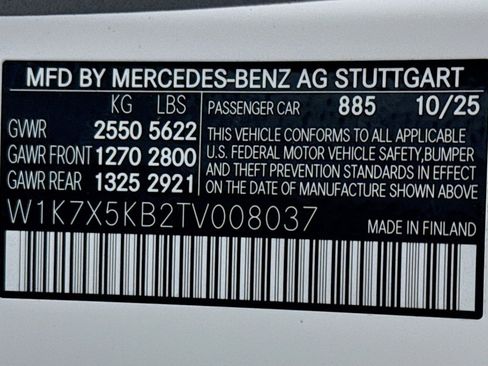 MFD BY MERCEDES-BENZ AG STUTTGART
KG LBS PASSENGER CAR 885 10/25
GVWR 2550 5622 THIS VEHICLE CONFORMS TO ALL APPLICABLE
GAWR FRONT 1270 2800 U.S. FEDERAL MOTOR VEHICLE SAFETY, BUMPER
AND THEFT PREVENTION STANDARDS IN EFFECT
GAWR REAR 1325 2921 ON THE DATE OF MANUFACTURE SHOWN ABOVE
W1K7X5KB2TV008037 MADE IN FINLAND